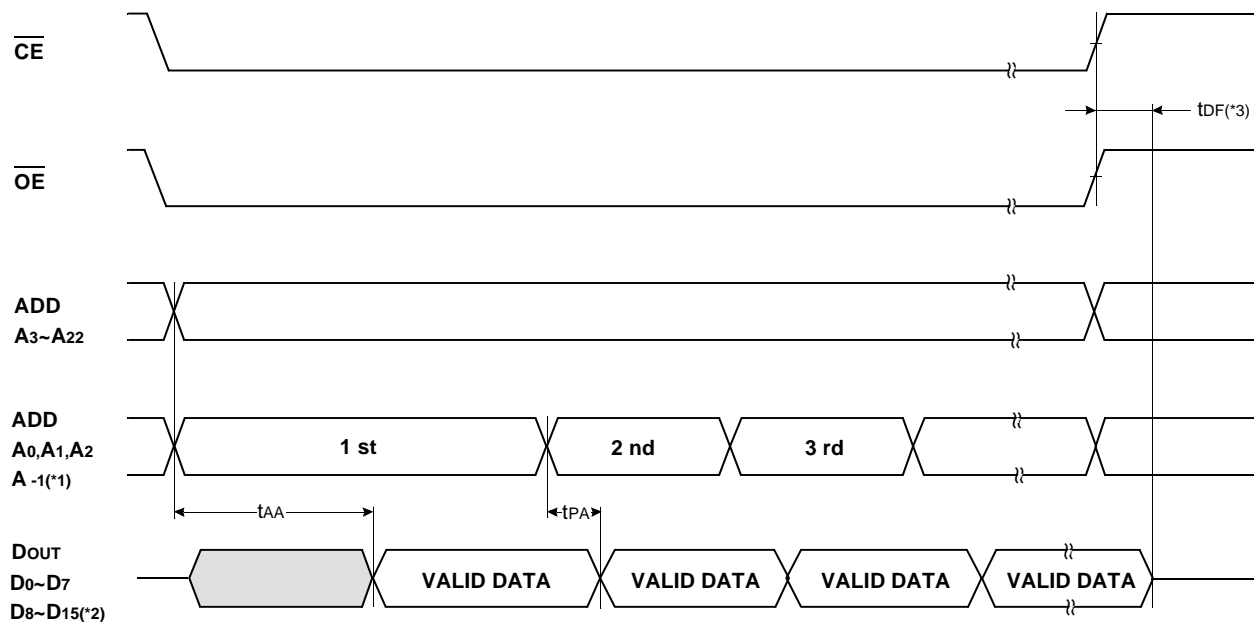 CE
tDF(*3)
OE
ADD
A3~A22
ADD
A0,A1,A2
A -1(*1)
1 st
2 nd
3 rd
tAA
tPA
DOUT
D0~D7
D8~D15(*2)
VALID DATA
VALID DATA
VALID DATA
VALID DATA